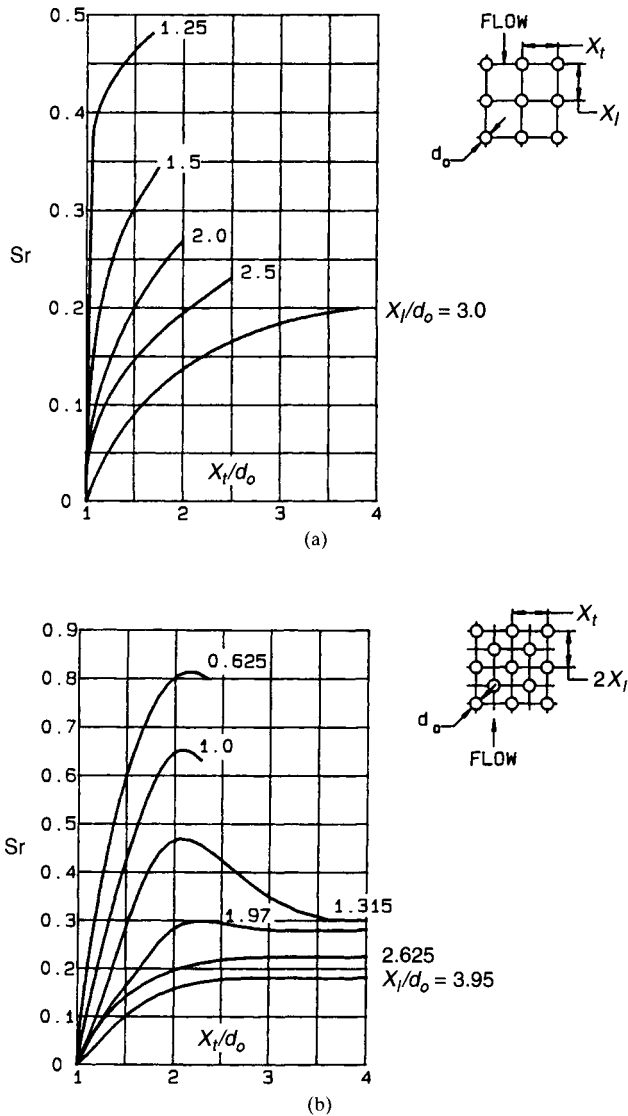 1.25
FLOW
X_t
X_l
d_o
0.5
0.4
0.3
0.2
0.1
0
Sr
1.5
2.0
2.5
X_l/d_o = 3.0
X_t/d_o
1 2 3 4
(a)
0.9
0.8
0.7
0.6
0.5
0.4
0.3
0.2
0.1
0
Sr
0.625
1.0
1.315
1.97
2.625
X_l/d_o = 3.95
X_t/d_o
1 2 3 4
X_t
2X_l
d_o
FLOW
(b)